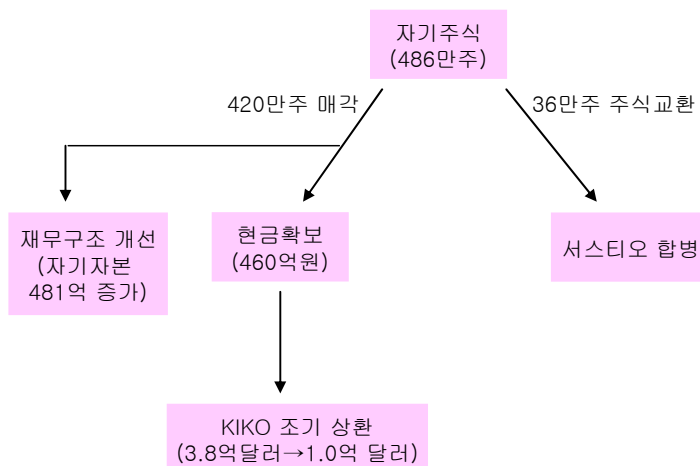 자기주식
(486만주)
420만주 매각
36만주 주식교환
재무구조 개선
(자기자본
481억 증가)
현금확보
(460억원)
서스티오 합병
KIKO 조기 상환
(3.8억달러→1.0억 달러)